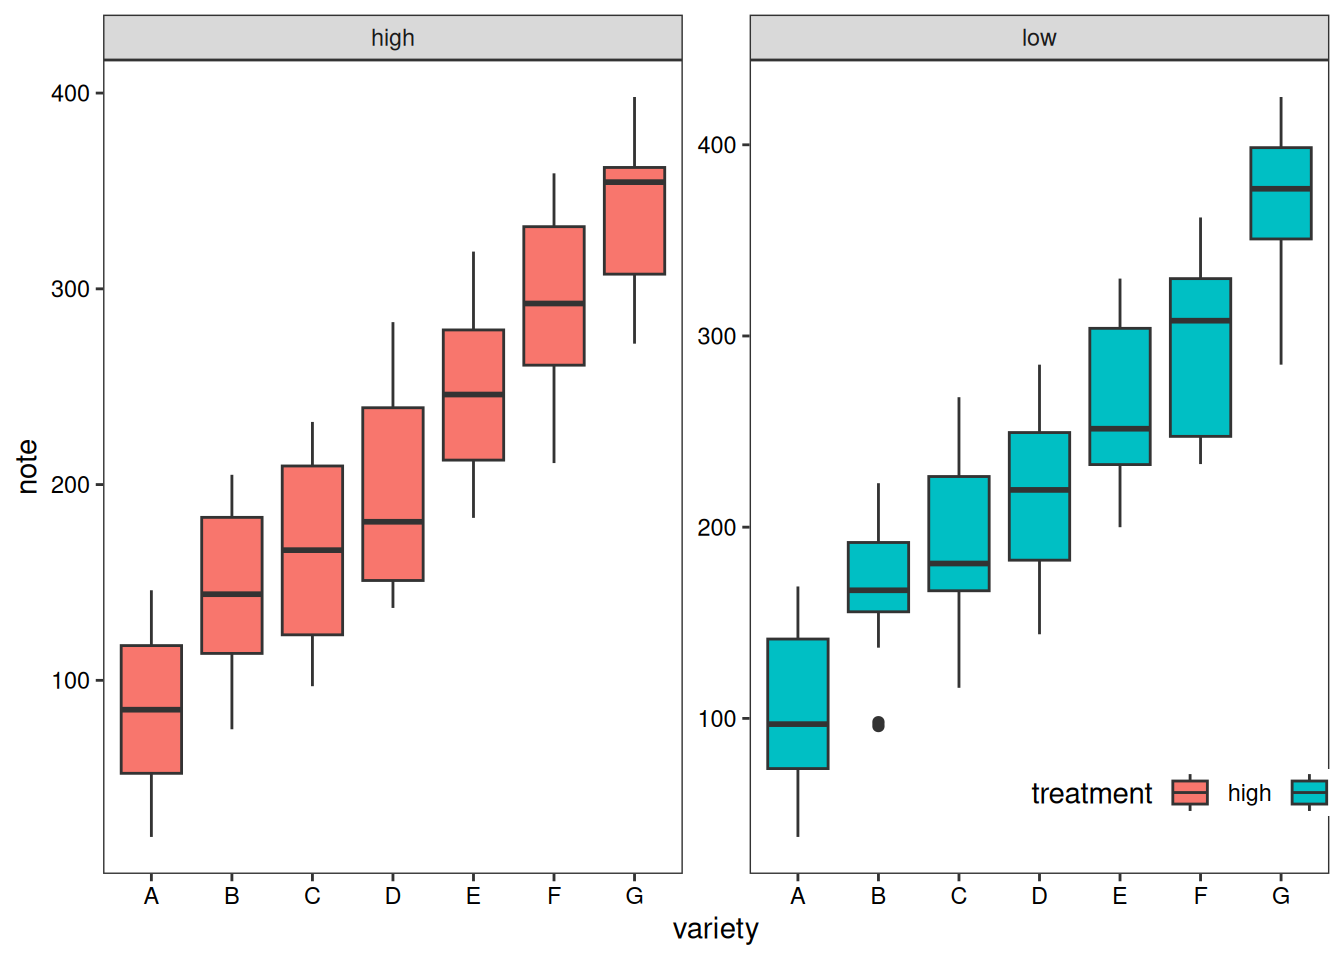 high
low
note
400
300
200
100
400
300
200
100
treatment high
A B C D E F G
A B C D E F G
variety